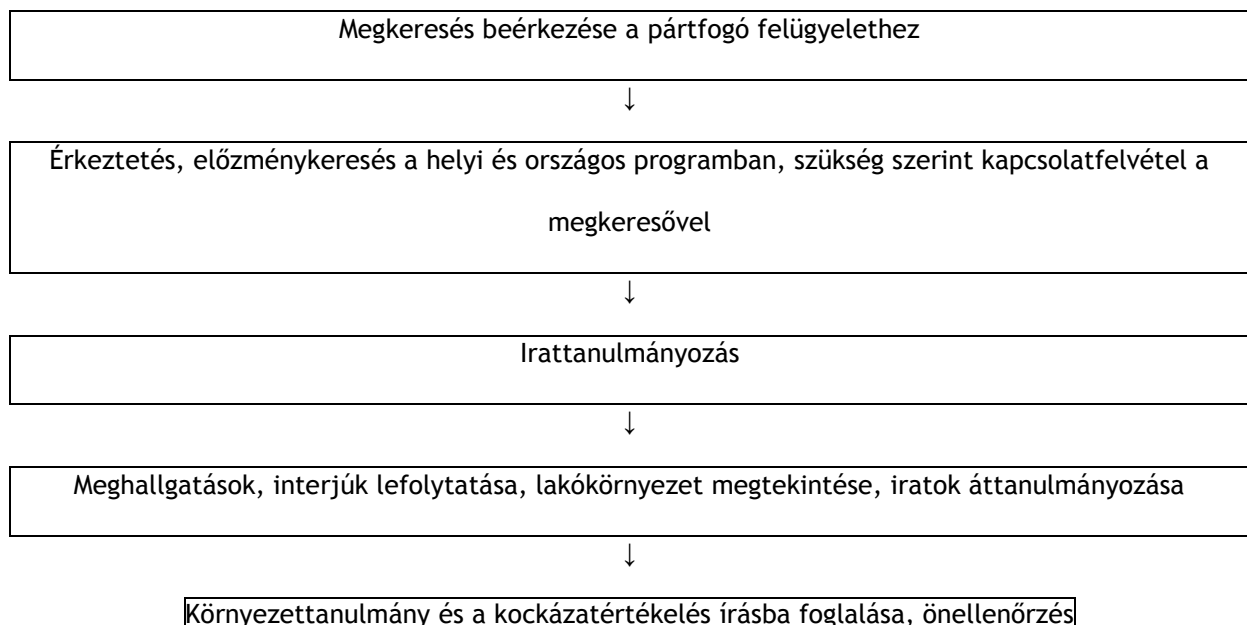 Megkeresés beérkezése a pártfogó felügyelethez
↓
Érkeztetés, előzménykeresés a helyi és országos programban, szükség szerint kapcsolatfelvétel a
megkeresővel
↓
Irattanulmányozás
↓
Meghallgatások, interjúk lefolytatása, lakókörnyezet megtekintése, iratok áttanulmányozása
↓
Környezettanulmány és a kockázatértékelés írásba foglalása, önellenőrzés